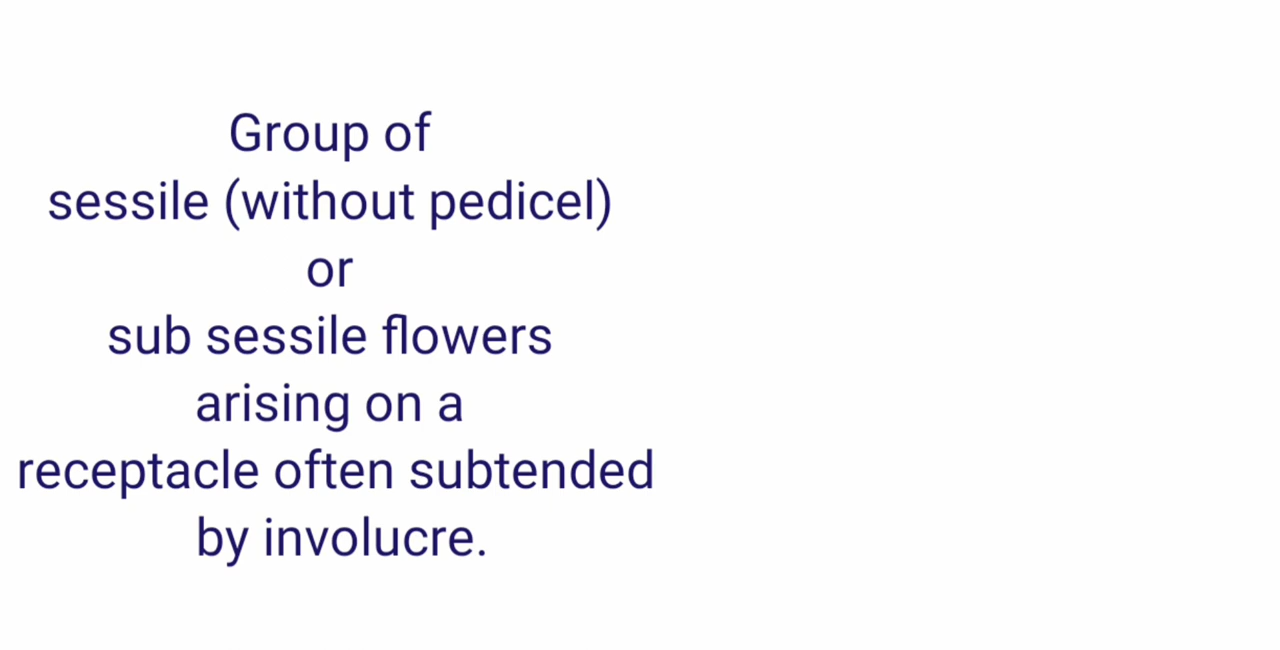 Group of
sessile (without pedicel)
or
sub sessile flowers
arising on a
receptacle often subtended
by involucre.